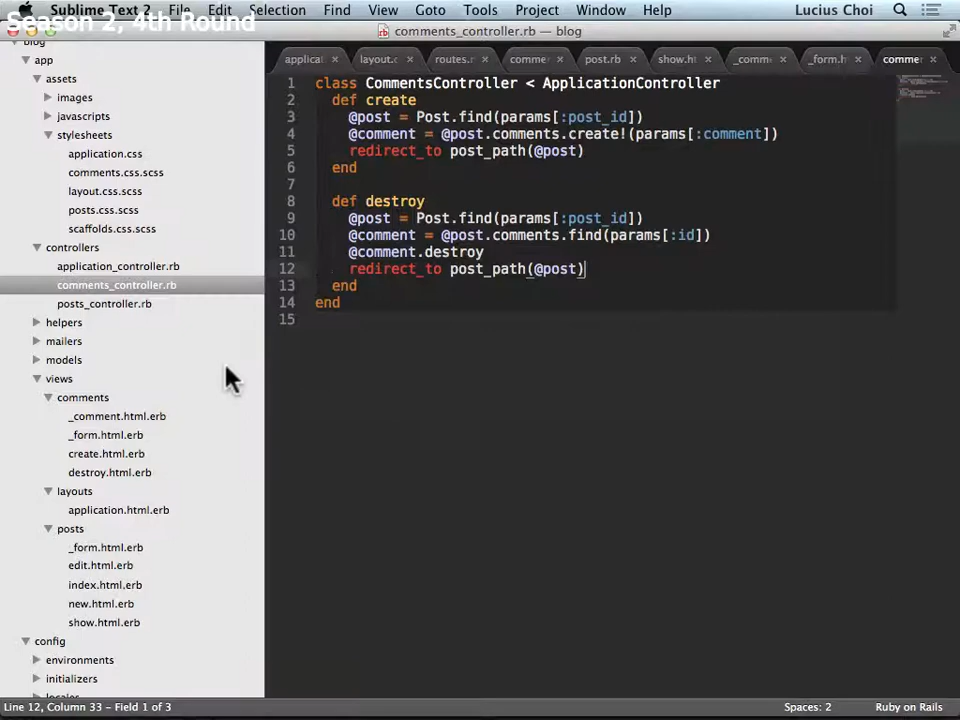 Sublime Text 2 File Edit Selection Find View Goto Tools Project Window Help Lucius Choi
Season 2, 4th Round
comments_controller.rb — blog
blog
app
assets
images
javascripts
stylesheets
application.css
comments.css.scss
layout.css.scss
posts.css.scss
scaffolds.css.scss
controllers
application_controller.rb
comments_controller.rb
posts_controller.rb
helpers
mailers
models
views
comments
_comment.html.erb
_form.html.erb
create.html.erb
destroy.html.erb
layouts
application.html.erb
posts
_form.html.erb
edit.html.erb
index.html.erb
new.html.erb
show.html.erb
config
environments
initializers
locales
applicat layout.c routes.r comme post.rb show.ht _comm _form.h comme
1 class CommentsController < ApplicationController
2 def create
3 @post = Post.find(params[:post_id])
4 @comment = @post.comments.create!(params[:comment])
5 redirect_to post_path(@post)
6 end
7
8 def destroy
9 @post = Post.find(params[:post_id])
10 @comment = @post.comments.find(params[:id])
11 @comment.destroy
12 redirect_to post_path(@post)
13 end
14 end
15
Line 12, Column 33 – Field 1 of 3 Spaces: 2 Ruby on Rails